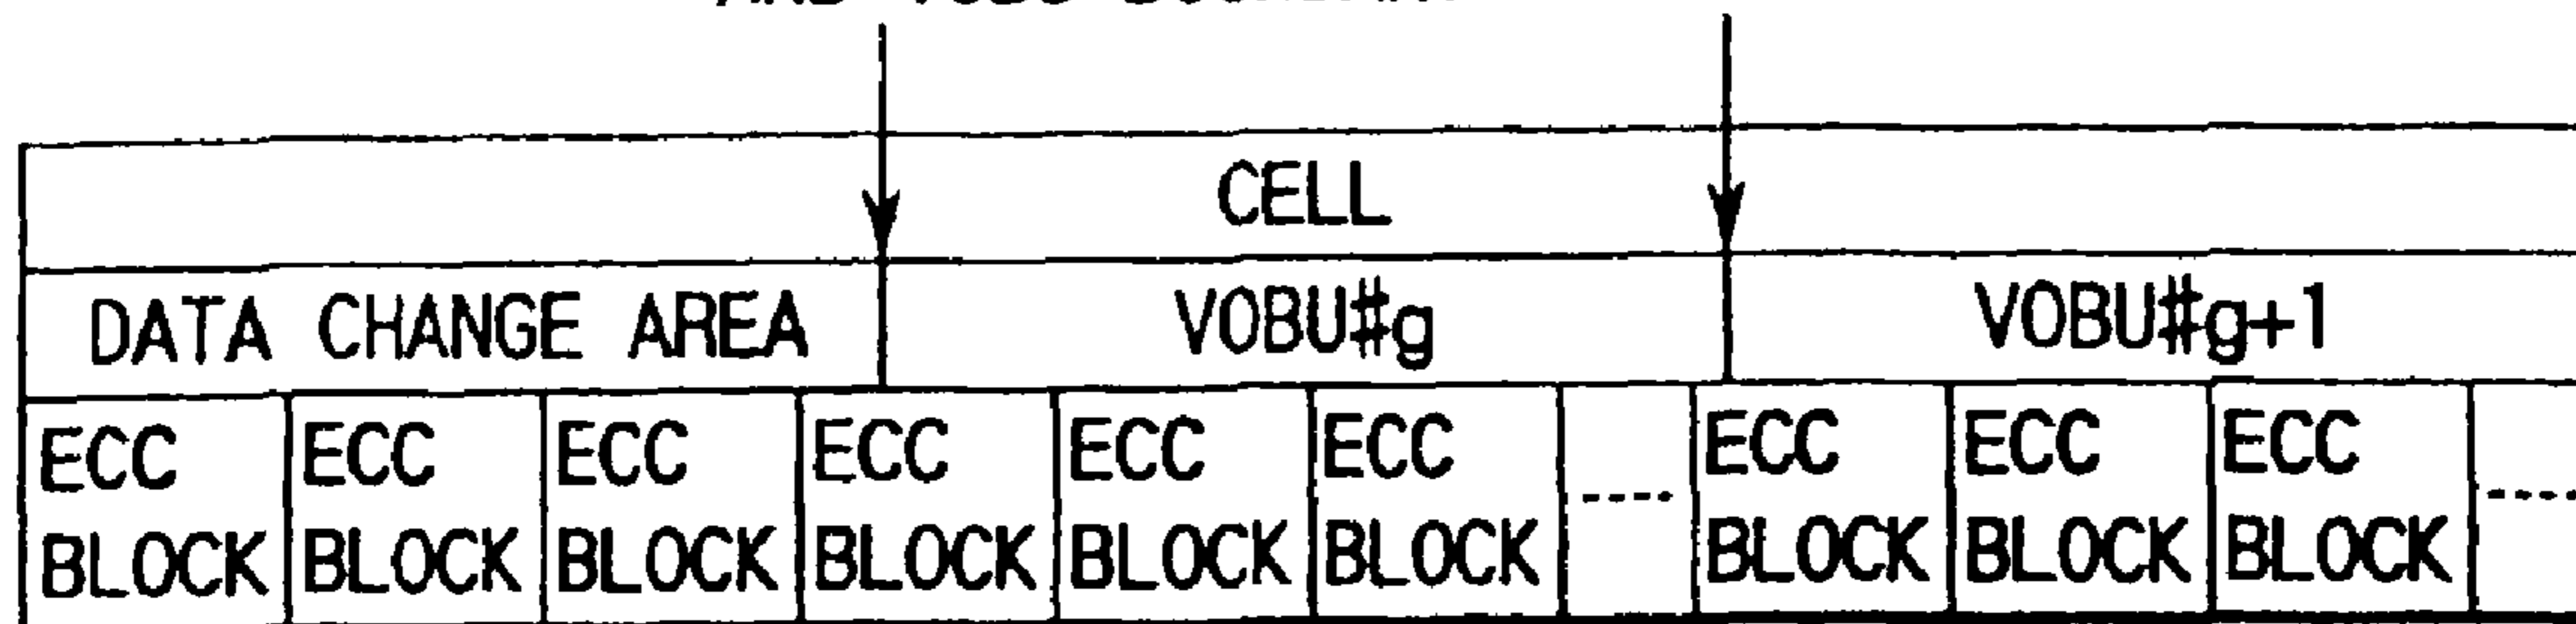 CELL
DATA CHANGE AREA VOBU#g VOBU#g+1
ECC ECC ECC ECC ECC ECC ECC ECC ECC
BLOCK BLOCK BLOCK BLOCK BLOCK BLOCK ---- BLOCK BLOCK BLOCK ----